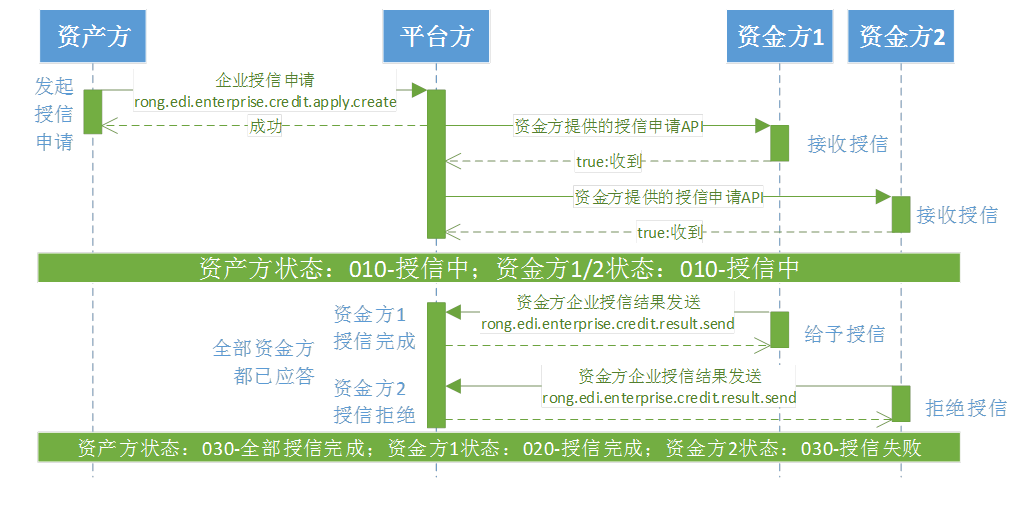 资产方
平台方
资金方1
资金方2
发起
授信
申请
企业授信申请
rong.edi.enterprise.credit.apply.create
成功
资金方提供的授信申请API
接收授信
true:收到
资金方提供的授信申请API
接收授信
true:收到
资产方状态：010-授信中；资金方1/2状态：010-授信中
资金方1
授信完成
资金方企业授信结果发送
rong.edi.enterprise.credit.result.send
给予授信
全部资金方
都已应答
资金方2
授信拒绝
资金方企业授信结果发送
rong.edi.enterprise.credit.result.send
拒绝授信
资产方状态：030-全部授信完成；资金方1状态：020-授信完成；资金方2状态：030-授信失败